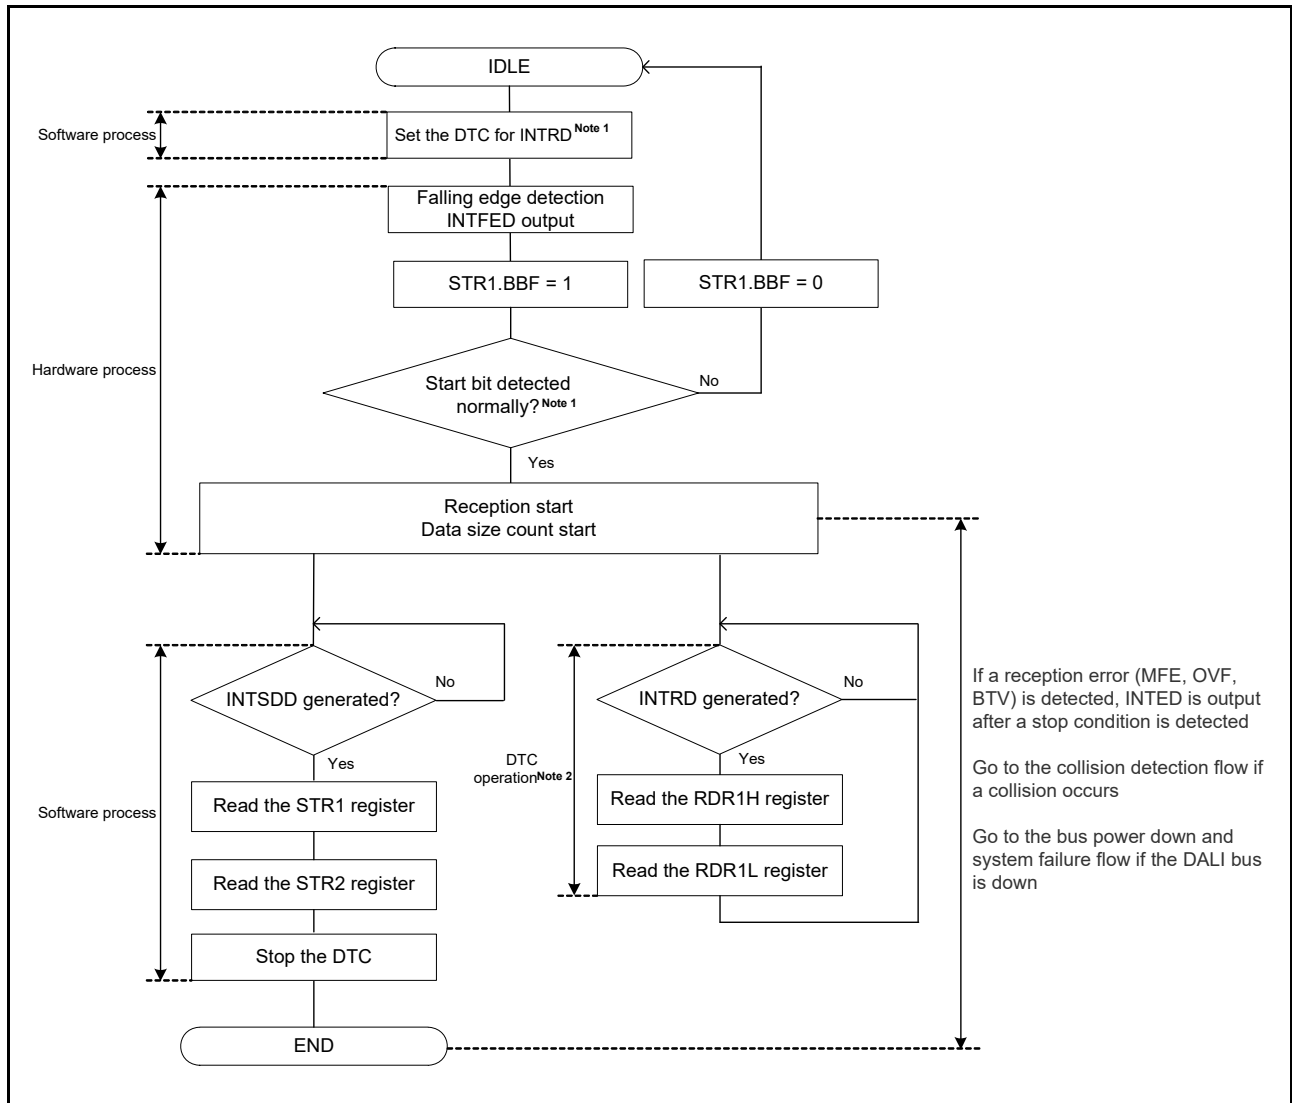 IDLE
Software process
Set the DTC for INTRD Note 1
Falling edge detection
INTFED output
STR1.BBF = 1
STR1.BBF = 0
Hardware process
Start bit detected
normally? Note 1
No
Yes
Reception start
Data size count start
INTSDD generated?
No
Yes
INTRD generated?
No
Yes
If a reception error (MFE, OVF,
BTV) is detected, INTED is output
after a stop condition is detected
Go to the collision detection flow if
a collision occurs
Go to the bus power down and
system failure flow if the DALI bus
is down
DTC
operation Note 2
Software process
Read the STR1 register
Read the RDR1H register
Read the STR2 register
Read the RDR1L register
Stop the DTC
END